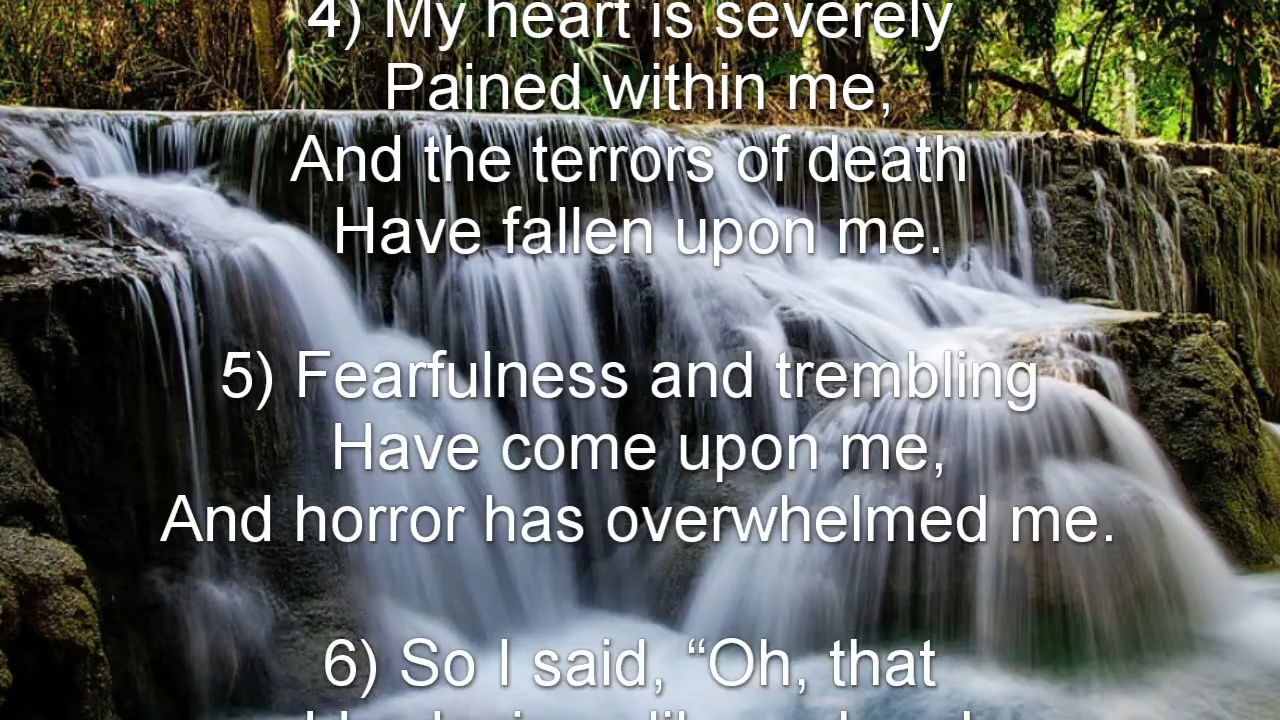 4) My heart is severely
Pained within me,
And the terrors of death
Have fallen upon me.
5) Fearfulness and trembling
Have come upon me,
And horror has overwhelmed me.
6) So I said, “Oh, that